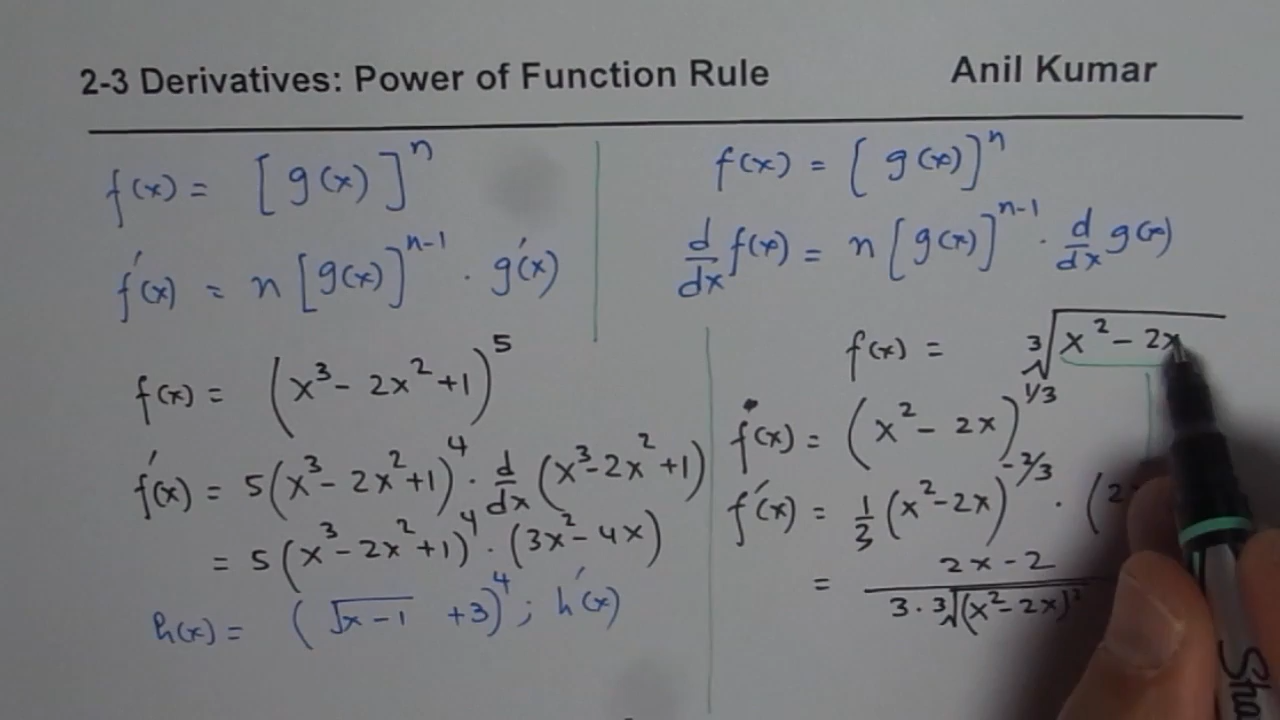 2-3 Derivatives: Power of Function Rule Anil Kumar
f(x) = [g(x)]^n
f'(x) = n[g(x)]^{n-1} · g'(x)
f(x) = [g(x)]^n
d/dx f(x) = n[g(x)]^{n-1} · d/dx g(x)
f(x) = (x^3 - 2x^2 + 1)^5
f'(x) = 5(x^3 - 2x^2 + 1)^4 · d/dx (x^3 - 2x^2 + 1)
= 5(x^3 - 2x^2 + 1)^4 · (3x^2 - 4x)
h(x) = (√(x-1) + 3)^4 ; h'(x)
f(x) = ∛(x^2 - 2x)
f(x) = (x^2 - 2x)^{1/3}
f'(x) = 1/3 (x^2 - 2x)^{-2/3} · (2
= (2x - 2)/(3 · ∛(x^2 - 2x)^2)
Sha